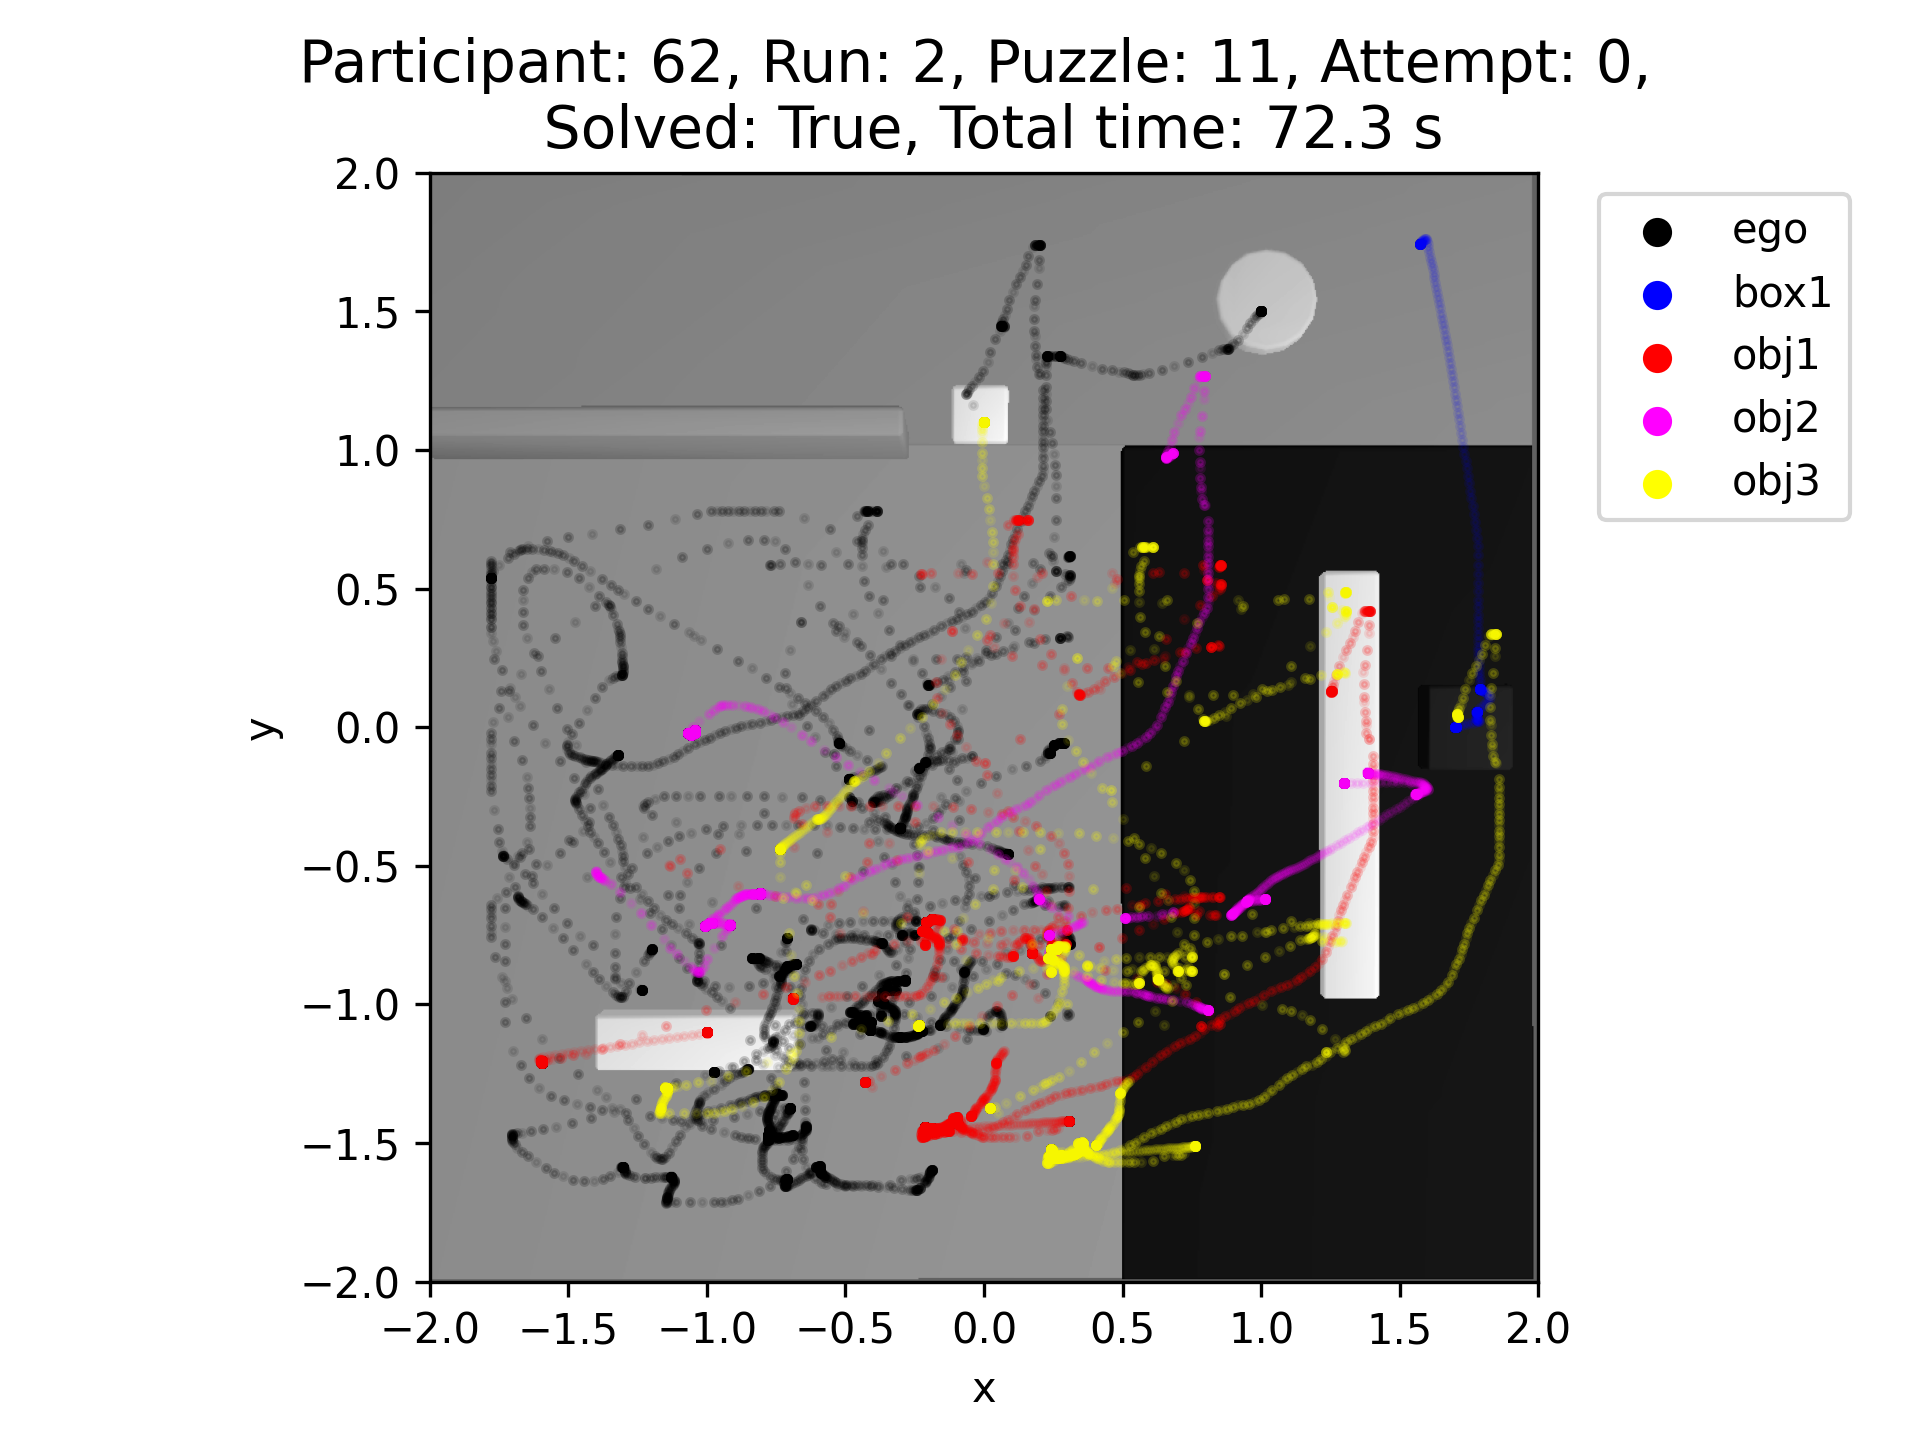 Participant: 62, Run: 2, Puzzle: 11, Attempt: 0,
Solved: True, Total time: 72.3 s
2.0
1.5
1.0
0.5
0.0
−0.5
−1.0
−1.5
−2.0
y
−2.0 −1.5 −1.0 −0.5 0.0 0.5 1.0 1.5 2.0
x
ego
box1
obj1
obj2
obj3